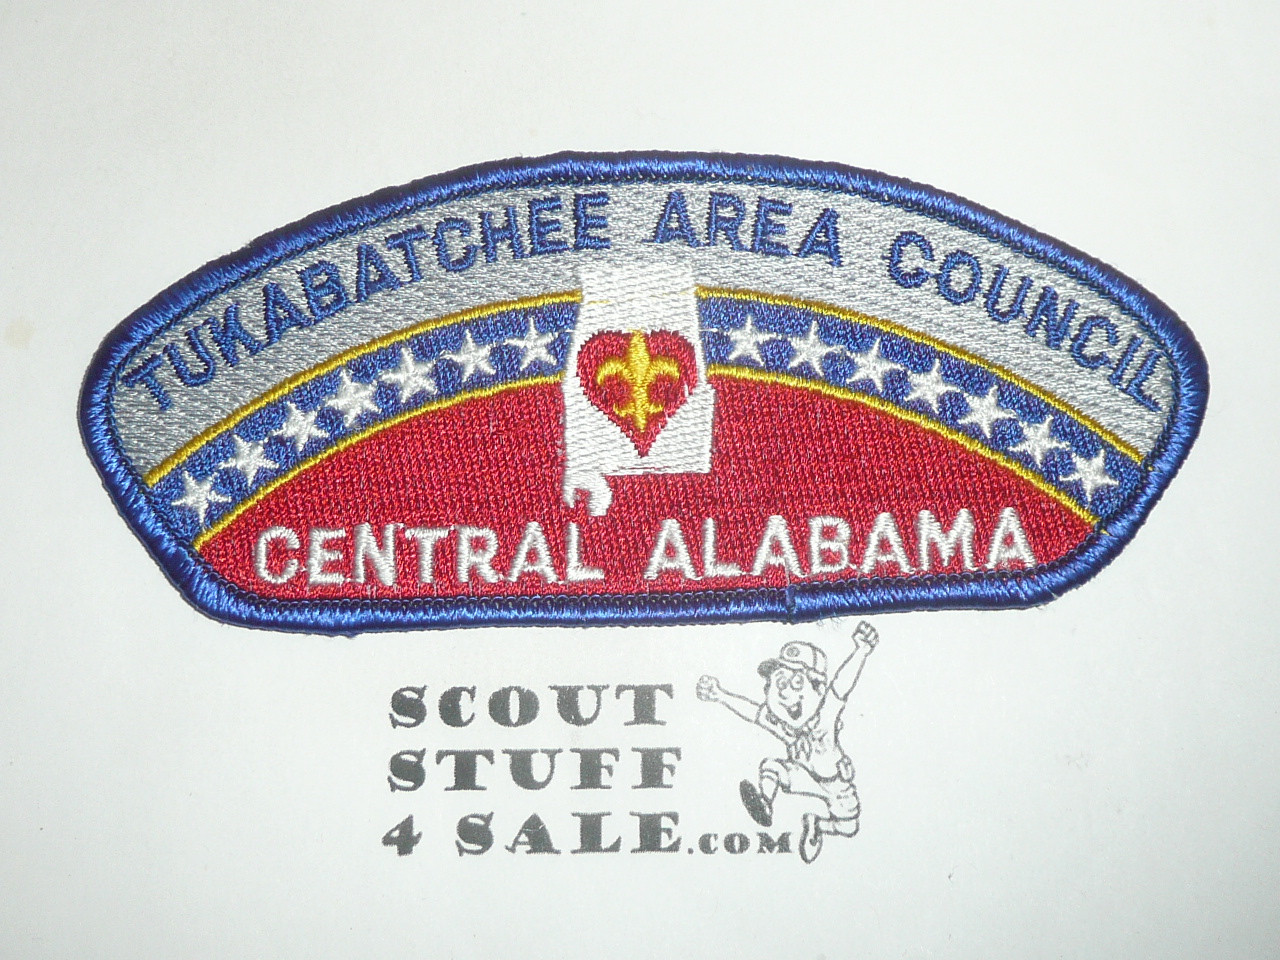 TUKABATCHEE AREA COUNCIL
CENTRAL ALABAMA
SCOUT
STUFF
4 SALE.COM